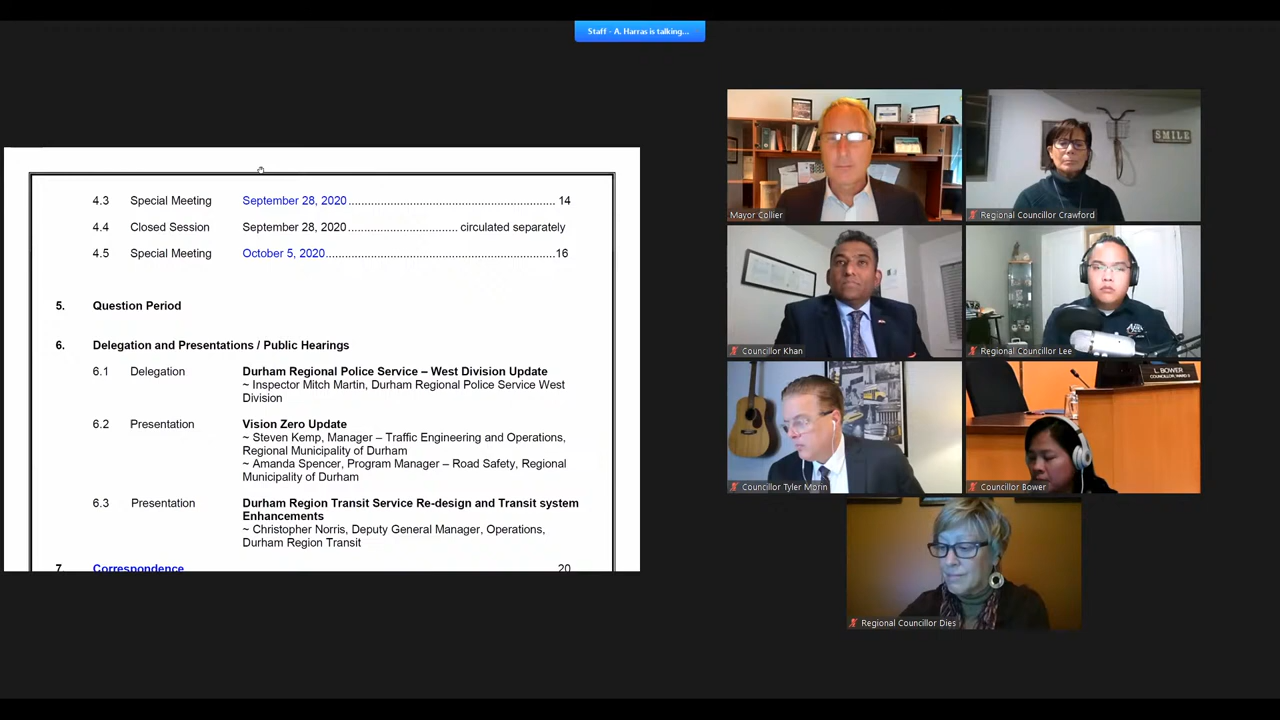 Staff - A. Harras is talking...
4.3 Special Meeting September 28, 2020 14
4.4 Closed Session September 28, 2020 circulated separately
4.5 Special Meeting October 5, 2020 16
5. Question Period
6. Delegation and Presentations / Public Hearings
6.1 Delegation Durham Regional Police Service – West Division Update
~ Inspector Mitch Martin, Durham Regional Police Service West
Division
6.2 Presentation Vision Zero Update
~ Steven Kemp, Manager – Traffic Engineering and Operations,
Regional Municipality of Durham
~ Amanda Spencer, Program Manager – Road Safety, Regional
Municipality of Durham
6.3 Presentation Durham Region Transit Service Re-design and Transit system
Enhancements
~ Christopher Norris, Deputy General Manager, Operations,
Durham Region Transit
7. Correspondence 20
Mayor Collier
SMILE
Regional Councillor Crawford
Councillor Khan
Regional Councillor Lee
Councillor Tyler Morin
L. BOWER
COUNCILLOR, WARD 3
Councillor Bower
Regional Councillor Dies